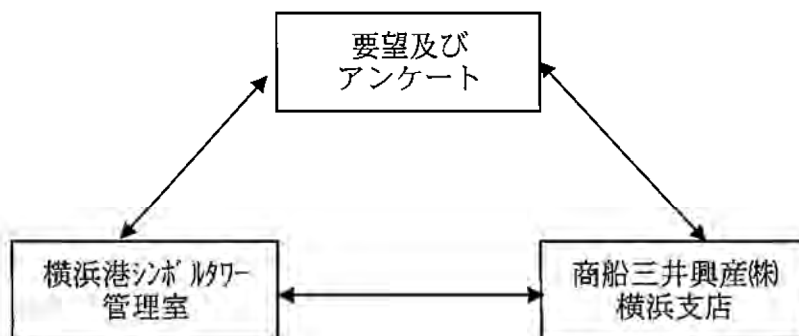 要望及び
アンケート
横浜港ｼﾝﾎﾞﾙﾀﾜｰ
管理室
商船三井興産㈱
横浜支店